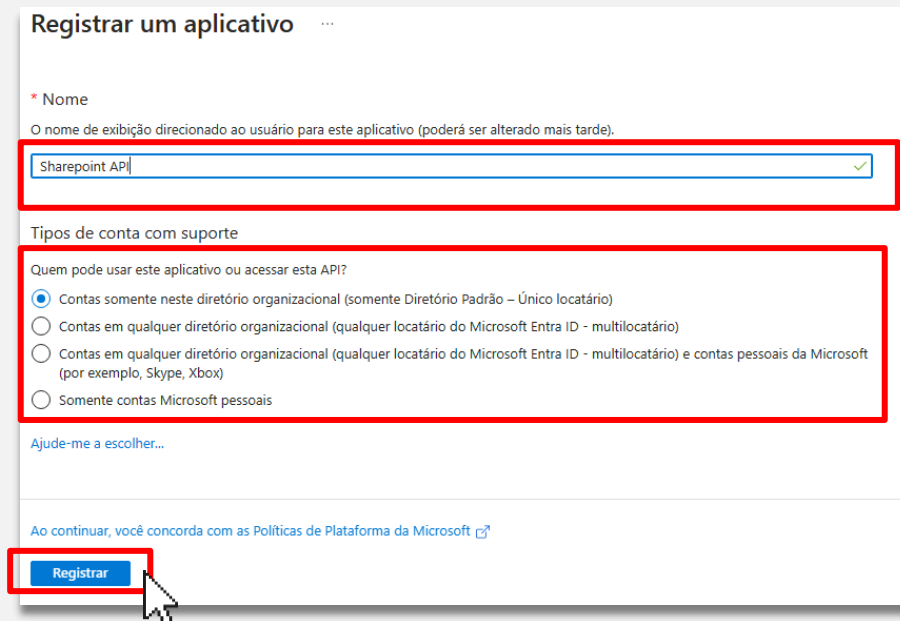 Registrar um aplicativo ...
* Nome
O nome de exibição direcionado ao usuário para este aplicativo (poderá ser alterado mais tarde).
Sharepoint API
Tipos de conta com suporte
Quem pode usar este aplicativo ou acessar esta API?
Contas somente neste diretório organizacional (somente Diretório Padrão – Único locatário)
Contas em qualquer diretório organizacional (qualquer locatário do Microsoft Entra ID - multilocatário)
Contas em qualquer diretório organizacional (qualquer locatário do Microsoft Entra ID - multilocatário) e contas pessoais da Microsoft
(por exemplo, Skype, Xbox)
Somente contas Microsoft pessoais
Ajude-me a escolher...
Ao continuar, você concorda com as Políticas de Plataforma da Microsoft
Registrar